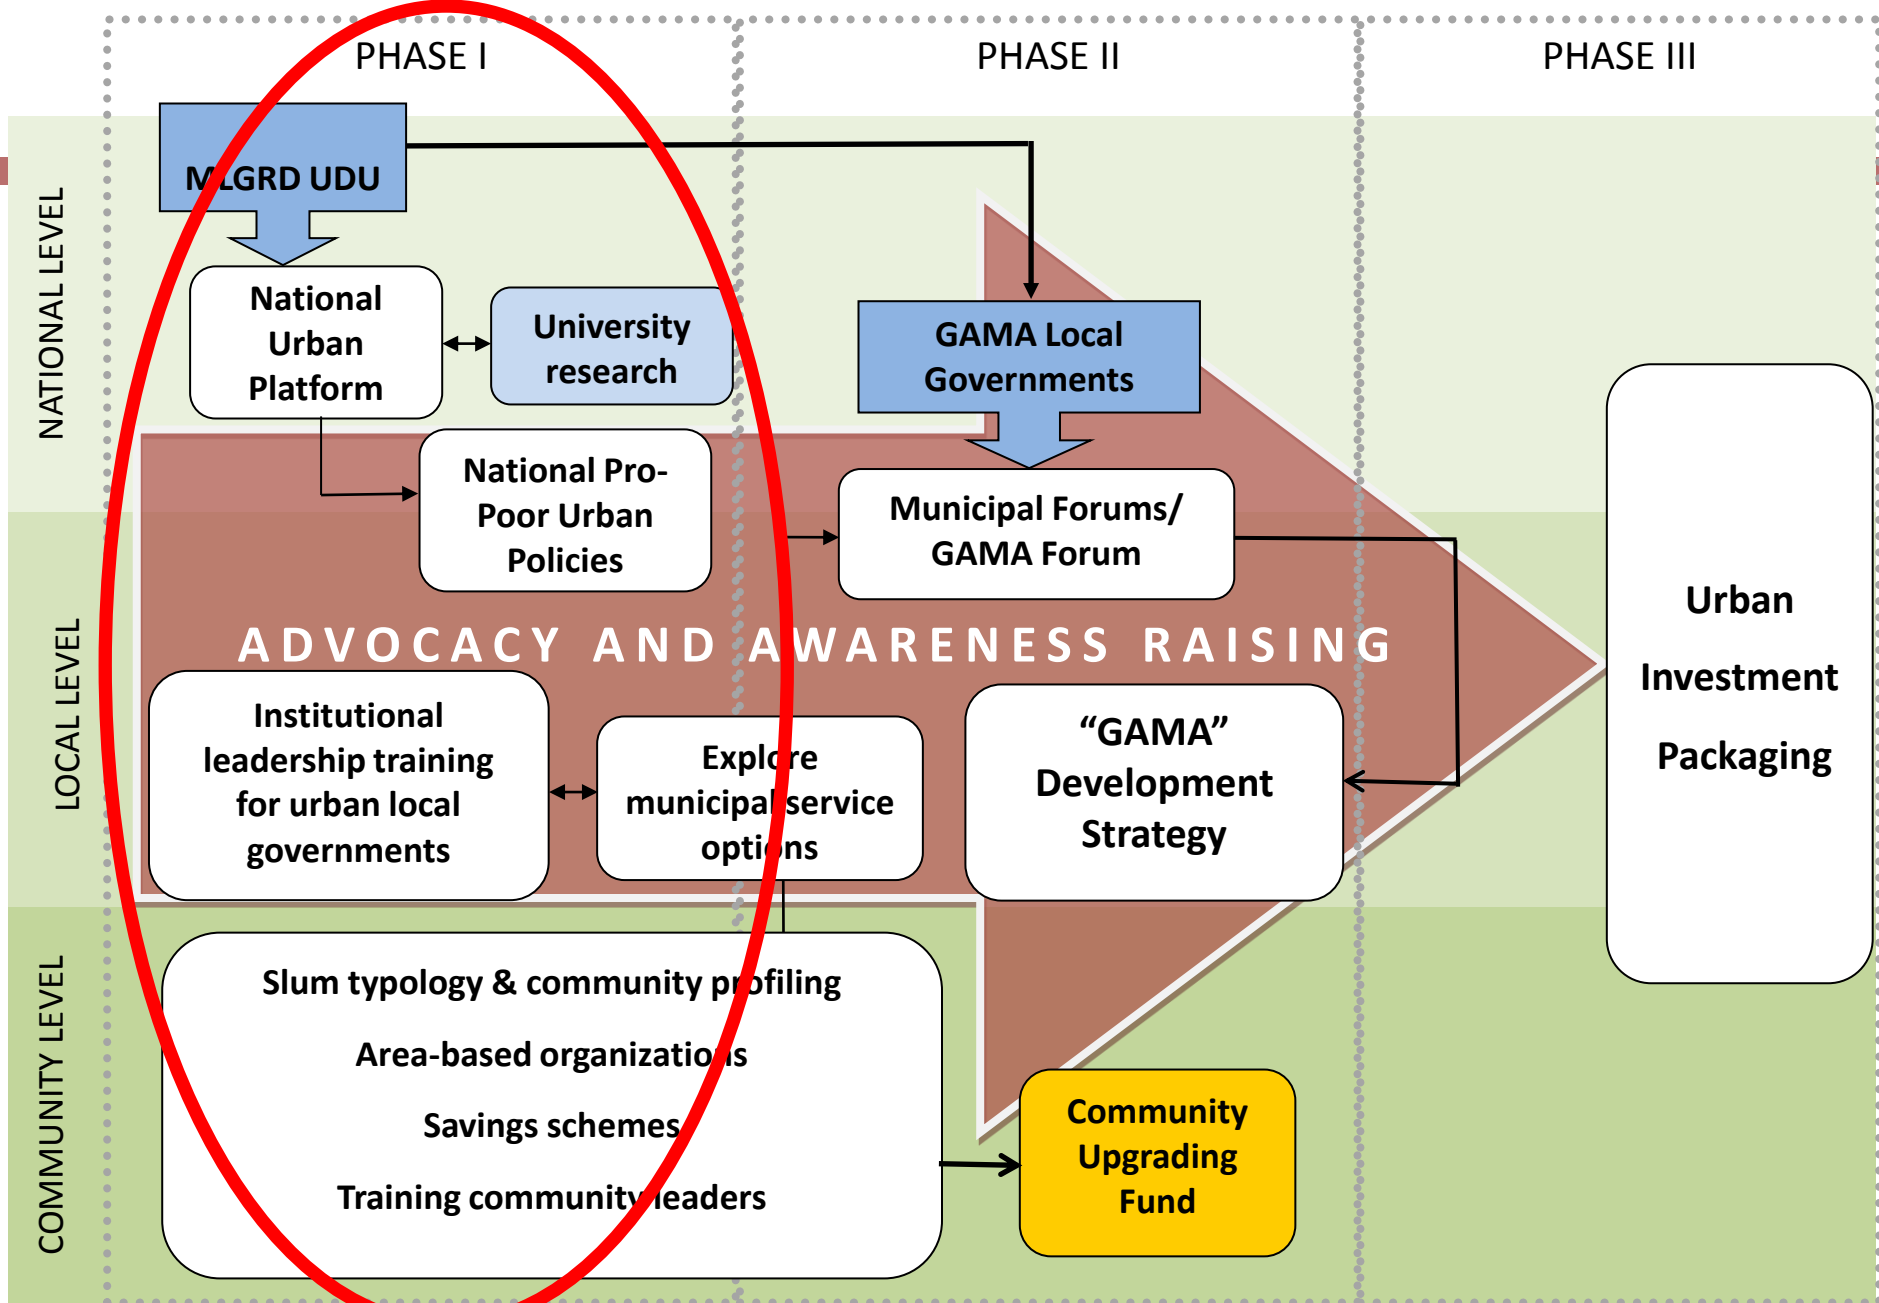 PHASE I
PHASE II
PHASE III
NATIONAL LEVEL
MLGRD UDU
National
Urban
Platform
University
research
National Pro-
Poor Urban
Policies
GAMA Local
Governments
Municipal Forums/
GAMA Forum
LOCAL LEVEL
ADVOCACY AND AWARENESS RAISING
Institutional
leadership training
for urban local
governments
Explore
municipal service
options
“GAMA”
Development
Strategy
Urban
Investment
Packaging
COMMUNITY LEVEL
Slum typology & community profiling
Area-based organizations
Savings schemes
Training community leaders
Community
Upgrading
Fund